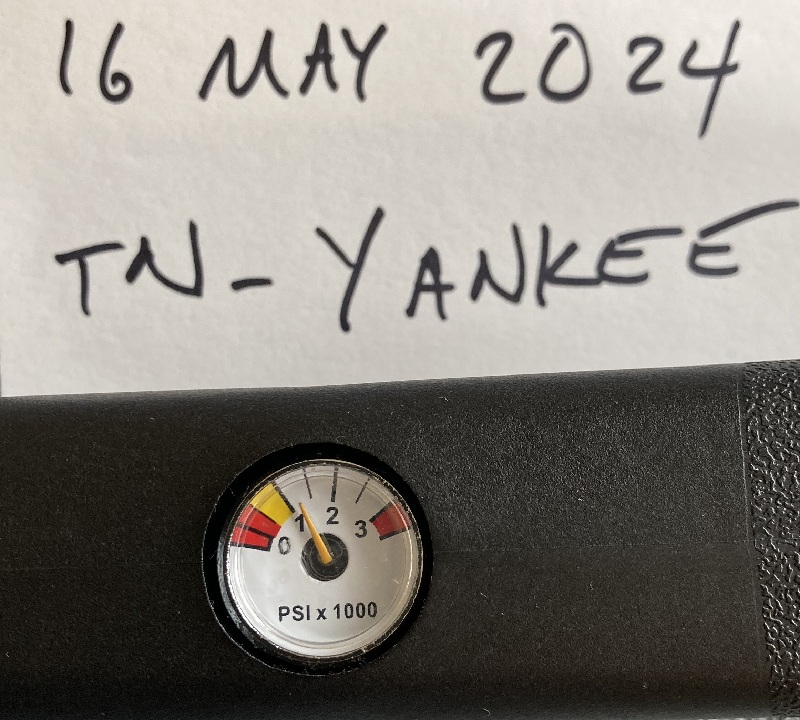 16 MAY 2024
TN-YANKEE
0 1 2 3
PSI x 1000